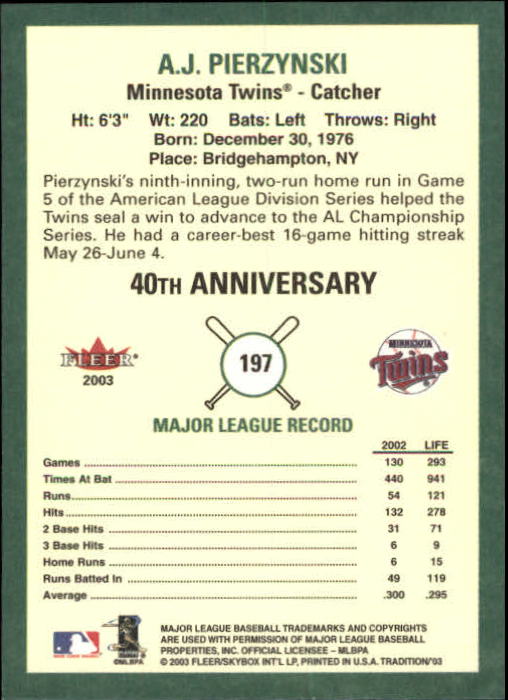 A.J. PIERZYNSKI
Minnesota Twins® - Catcher
Ht: 6'3" Wt: 220 Bats: Left Throws: Right
Born: December 30, 1976
Place: Bridgehampton, NY
Pierzynski's ninth-inning, two-run home run in Game
5 of the American League Division Series helped the
Twins seal a win to advance to the AL Championship
Series. He had a career-best 16-game hitting streak
May 26-June 4.
40TH ANNIVERSARY
FLEER®
2003
197
MINNESOTA
Twins
MAJOR LEAGUE RECORD
2002 LIFE
Games 130 293
Times At Bat 440 941
Runs 54 121
Hits 132 278
2 Base Hits 31 71
3 Base Hits 6 9
Home Runs 6 15
Runs Batted In 49 119
Average .300 .295
©MLBPA
MAJOR LEAGUE BASEBALL TRADEMARKS AND COPYRIGHTS
ARE USED WITH PERMISSION OF MAJOR LEAGUE BASEBALL
PROPERTIES, INC. OFFICIAL LICENSEE - MLBPA
© 2003 FLEER/SKYBOX INT'L LP, PRINTED IN U.S.A. TRADITION'03